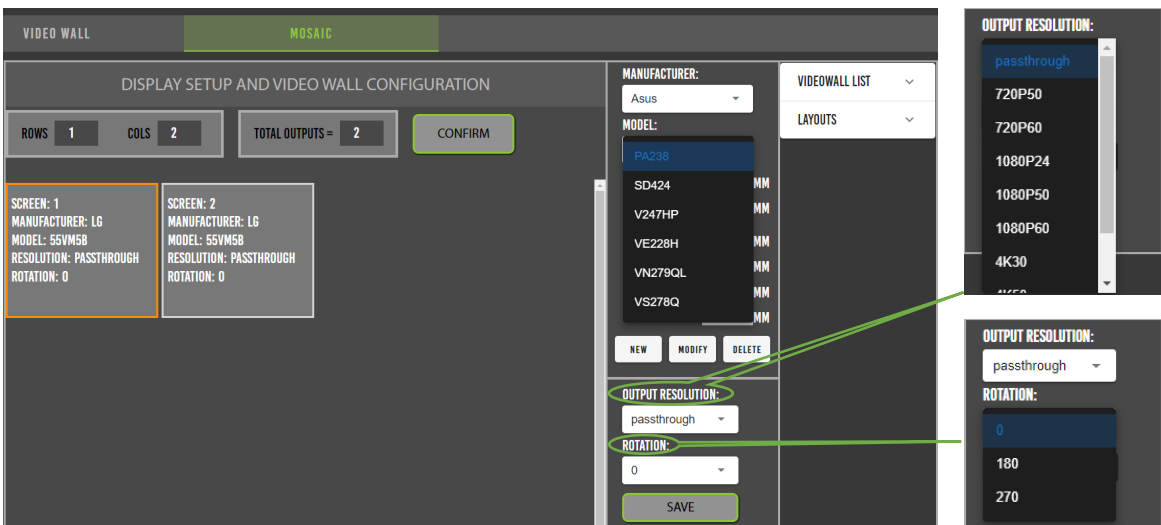 VIDEO WALL
MOSAIC
DISPLAY SETUP AND VIDEO WALL CONFIGURATION
ROWS 1 COLS 2
TOTAL OUTPUTS = 2
CONFIRM
SCREEN: 1
MANUFACTURER: LG
MODEL: 55VM5B
RESOLUTION: PASSTHROUGH
ROTATION: 0
SCREEN: 2
MANUFACTURER: LG
MODEL: 55VM5B
RESOLUTION: PASSTHROUGH
ROTATION: 0
MANUFACTURER:
Asus
MODEL:
PA238
SD424
V247HP
VE228H
VN279QL
VS278Q
MM
MM
MM
MM
MM
MM
NEW MODIFY DELETE
OUTPUT RESOLUTION:
passthrough
ROTATION:
0
SAVE
VIDEOWALL LIST
LAYOUTS
OUTPUT RESOLUTION:
passthrough
720P50
720P60
1080P24
1080P50
1080P60
4K30
OUTPUT RESOLUTION:
passthrough
ROTATION:
0
180
270